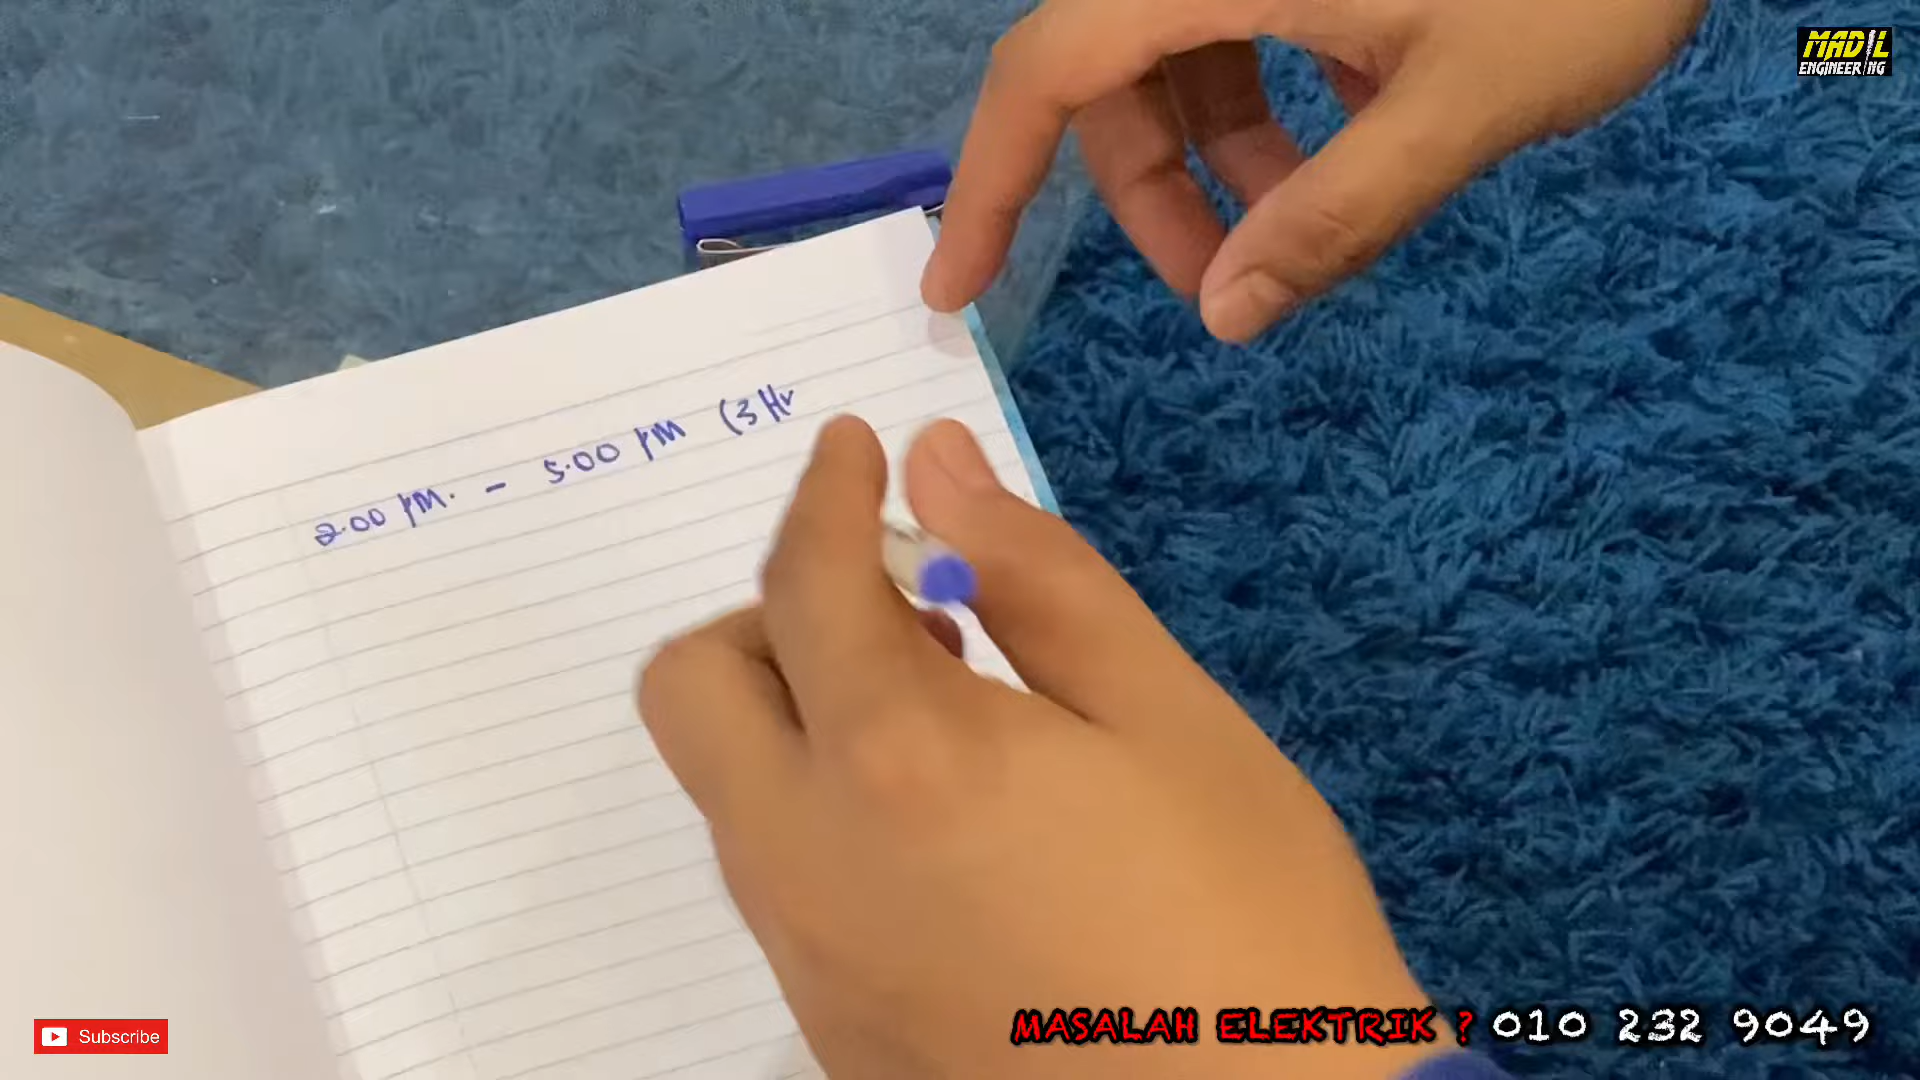 MADIL
ENGINEERING
2.00 PM. - 5.00 PM (3 Hr
Subscribe
MASALAH ELEKTRIK ? 010 232 9049